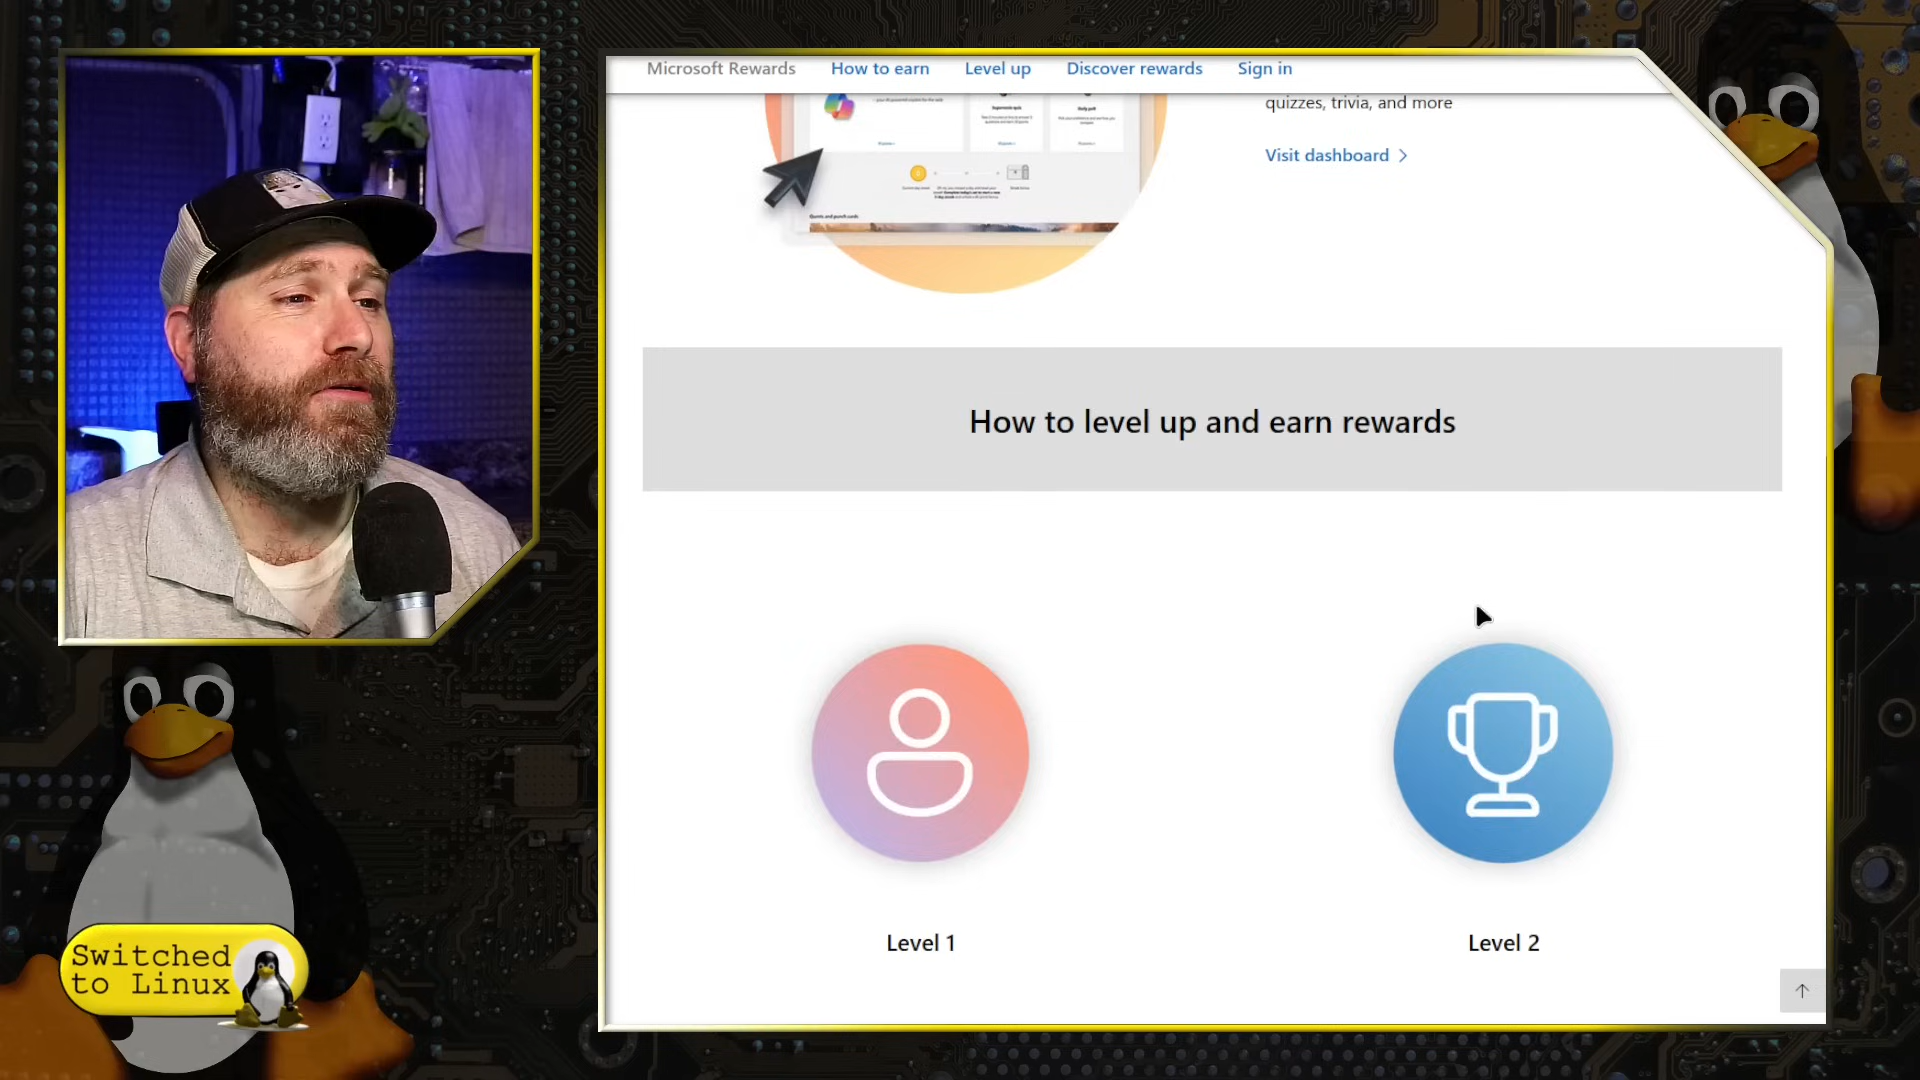 Microsoft Rewards
How to earn
Level up
Discover rewards
Sign in
quizzes, trivia, and more
Visit dashboard
How to level up and earn rewards
Level 1
Level 2
Switched
to Linux